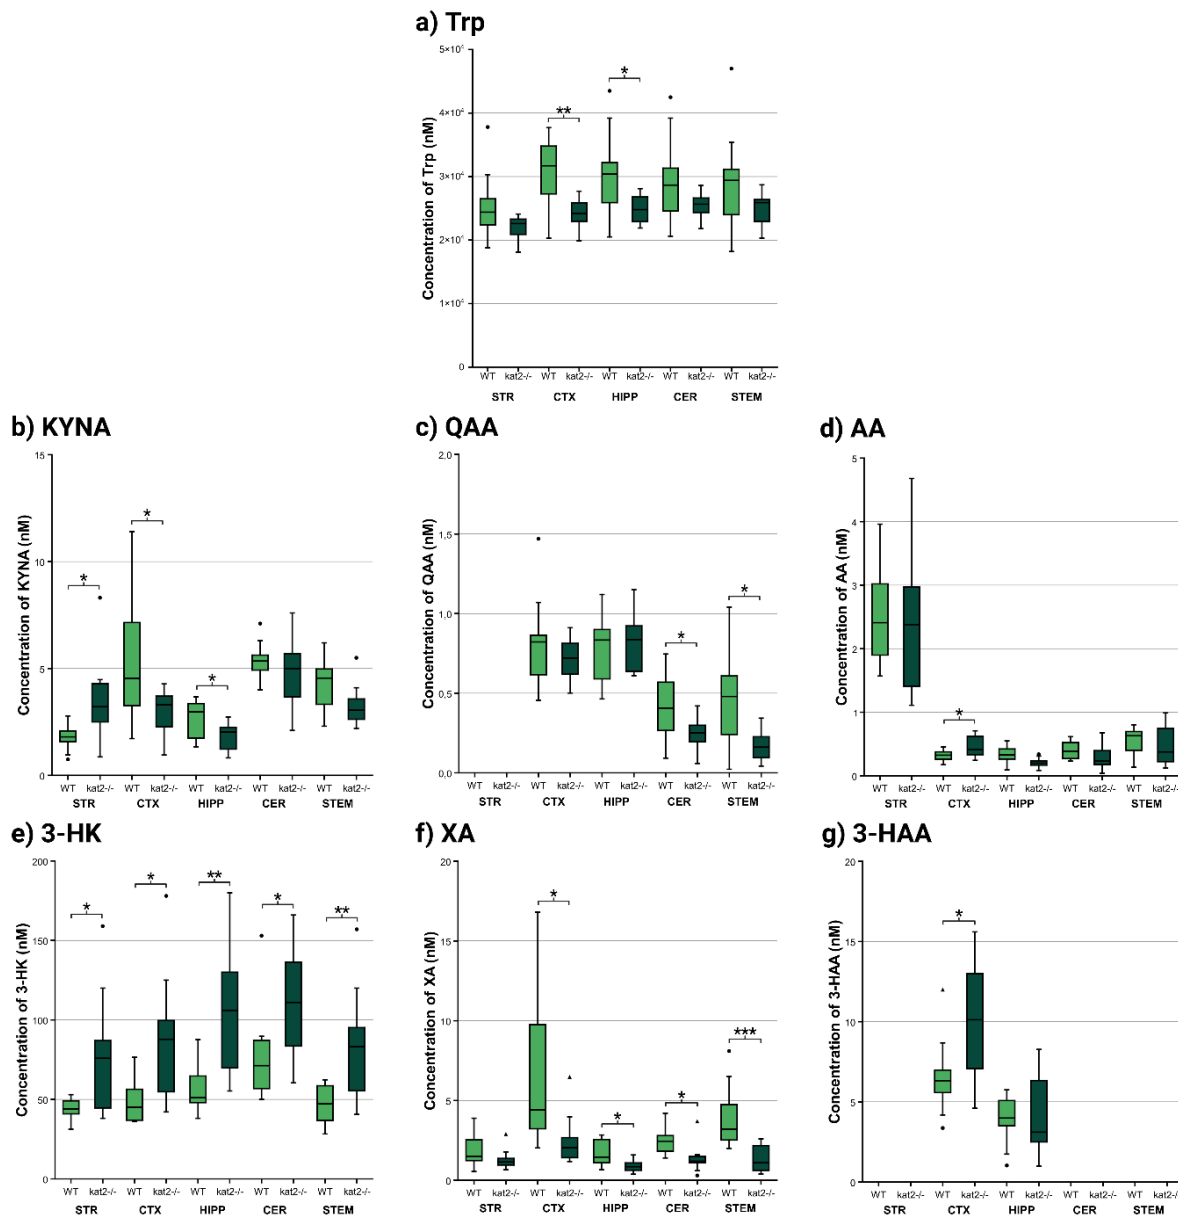 a) Trp
Concentration of Trp (nM)
5×10⁴
4×10⁴
3×10⁴
2×10⁴
1×10⁴
0
** *
WT kat2-/- WT kat2-/- WT kat2-/- WT kat2-/- WT kat2-/-
STR CTX HIPP CER STEM
b) KYNA
Concentration of KYNA (nM)
15
10
5
0
* * *
WT kat2-/- WT kat2-/- WT kat2-/- WT kat2-/- WT kat2-/-
STR CTX HIPP CER STEM
c) QAA
Concentration of QAA (nM)
2.0
1.5
1.0
0.5
0.0
* *
WT kat2-/- WT kat2-/- WT kat2-/- WT kat2-/- WT kat2-/-
STR CTX HIPP CER STEM
d) AA
Concentration of AA (nM)
5
4
3
2
1
0
*
WT kat2-/- WT kat2-/- WT kat2-/- WT kat2-/- WT kat2-/-
STR CTX HIPP CER STEM
e) 3-HK
Concentration of 3-HK (nM)
200
150
100
50
0
* * ** * **
WT kat2-/- WT kat2-/- WT kat2-/- WT kat2-/- WT kat2-/-
STR CTX HIPP CER STEM
f) XA
Concentration of XA (nM)
20
15
10
5
0
* * * ***
WT kat2-/- WT kat2-/- WT kat2-/- WT kat2-/- WT kat2-/-
STR CTX HIPP CER STEM
g) 3-HAA
Concentration of 3-HAA (nM)
20
15
10
5
0
*
WT kat2-/- WT kat2-/- WT kat2-/- WT kat2-/- WT kat2-/-
STR CTX HIPP CER STEM